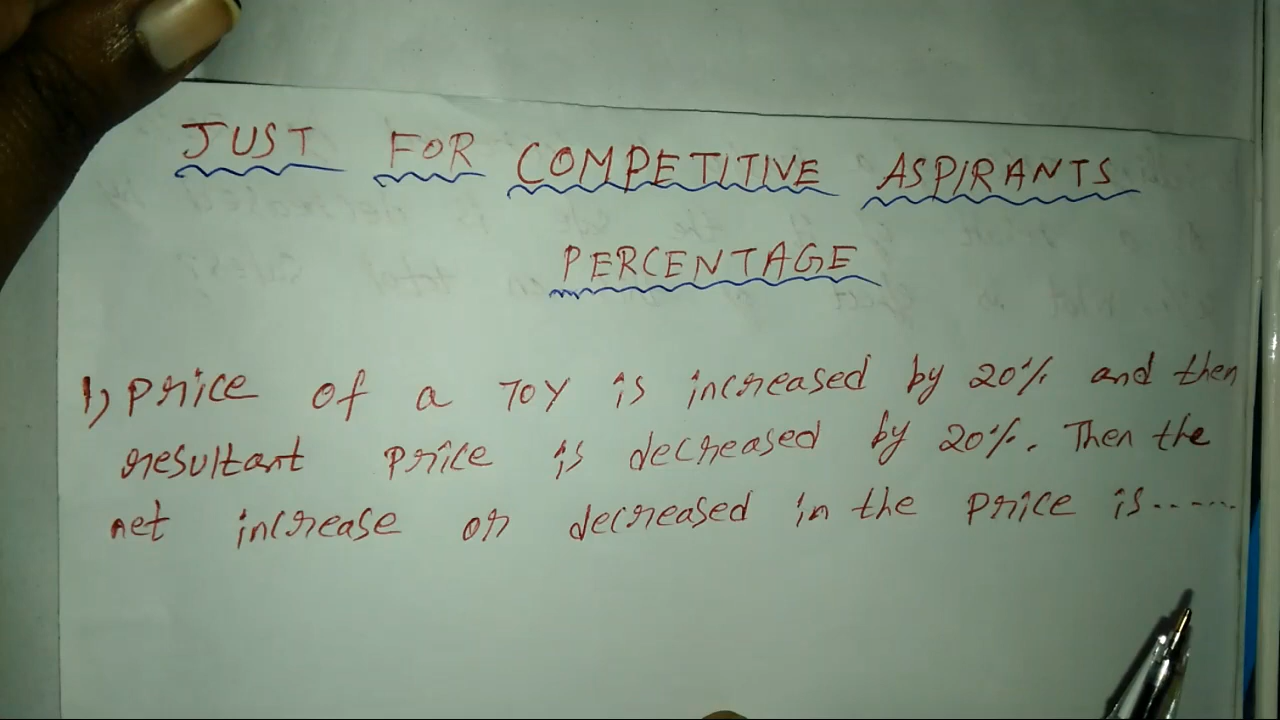 JUST FOR COMPETITIVE ASPIRANTS
PERCENTAGE
1) Price of a TOY is increased by 20% and then
resultant price is decreased by 20%. Then the
net increase or decreased in the price is......